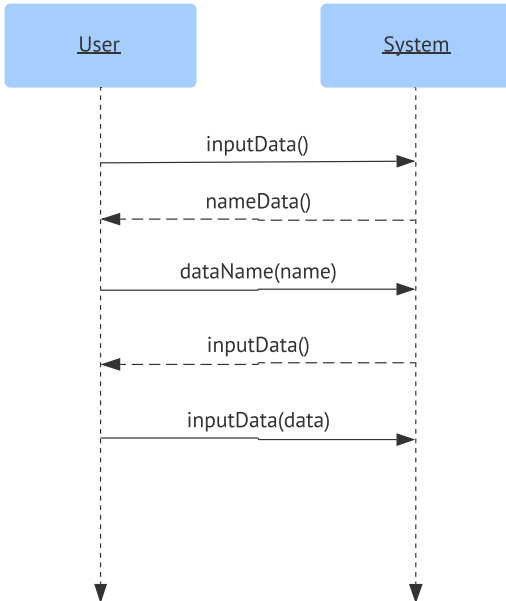 User
System
inputData()
nameData()
dataName(name)
inputData()
inputData(data)